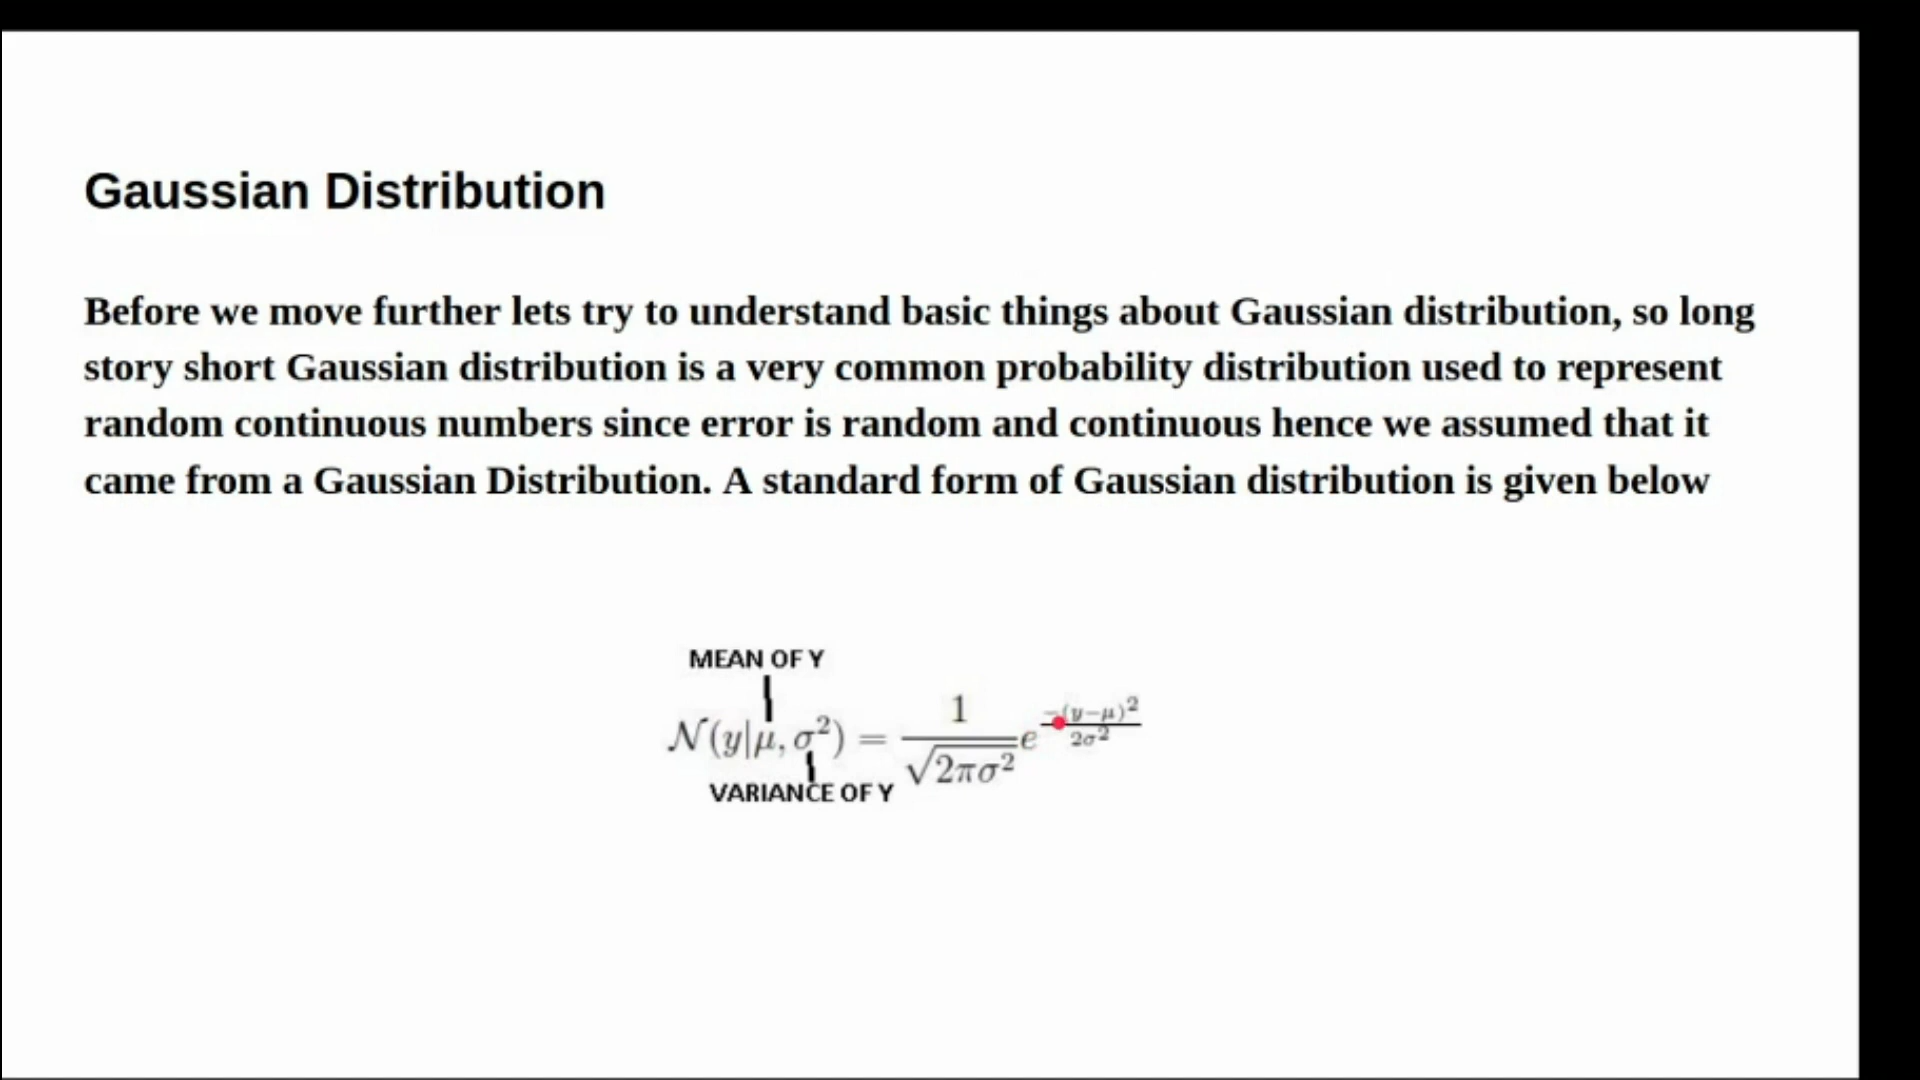 Gaussian Distribution
Before we move further lets try to understand basic things about Gaussian distribution, so long
story short Gaussian distribution is a very common probability distribution used to represent
random continuous numbers since error is random and continuous hence we assumed that it
came from a Gaussian Distribution. A standard form of Gaussian distribution is given below
MEAN OF Y
𝒩(y|μ, σ²) = 1/√(2πσ²) e^(−(y−μ)²/2σ²)
VARIANCE OF Y